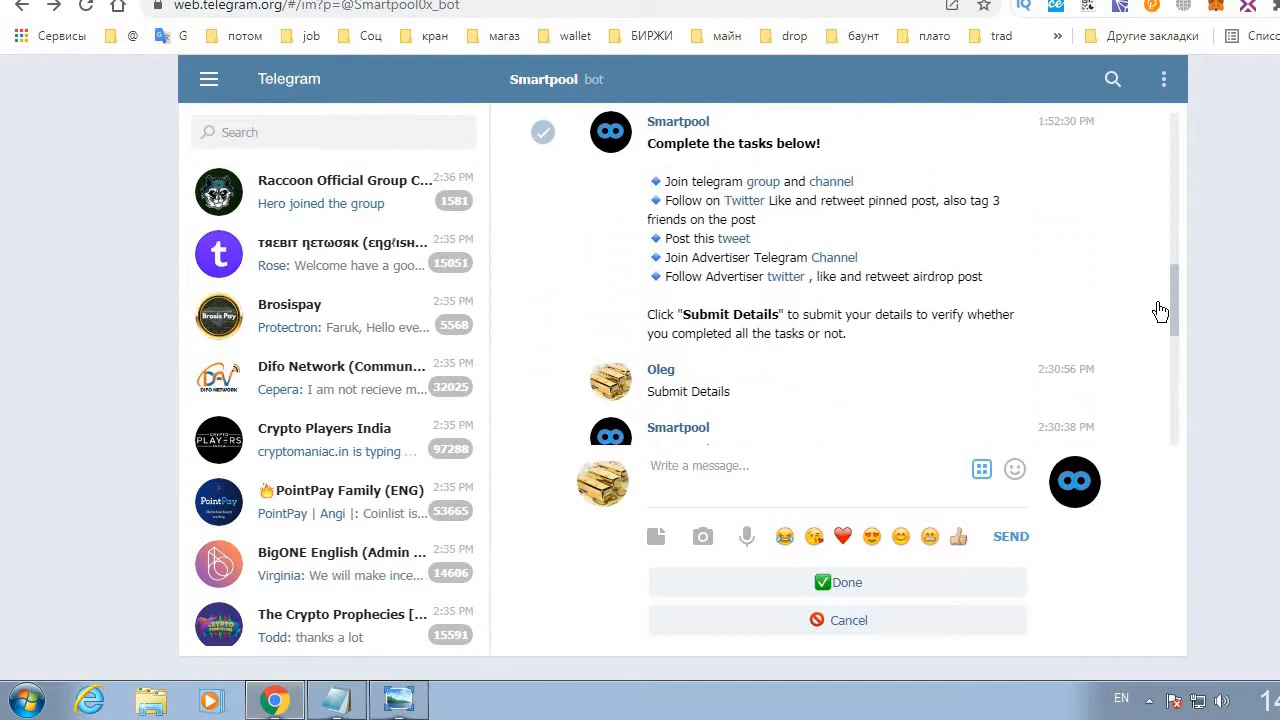 web.telegram.org/#/im?p=@Smartpool0x_bot
Сервисы @ G потом job Соц кран магаз wallet БИРЖИ майн drop баунт плато trad » Другие закладки Списо
Telegram
Smartpool bot
Search
Raccoon Official Group C... 2:36 PM
Hero joined the group 1581
тяεвιт ηεтωσяк (εηgℓιsн... 2:35 PM
Rose: Welcome have a goo... 15051
Brosispay 2:35 PM
Protectron: Faruk, Hello eve... 5568
Difo Network (Commun... 2:35 PM
Cepera: I am not recieve m... 32025
Crypto Players India 2:35 PM
cryptomaniac.in is typing ... 97288
🔥PointPay Family (ENG) 2:35 PM
PointPay | Angi |: Coinlist is... 53665
BigONE English (Admin ... 2:35 PM
Virginia: We will make ince... 14606
The Crypto Prophecies [... 2:35 PM
Todd: thanks a lot 15591
Smartpool 1:52:30 PM
Complete the tasks below!
🔹Join telegram group and channel
🔹Follow on Twitter Like and retweet pinned post, also tag 3
friends on the post
🔹Post this tweet
🔹Join Advertiser Telegram Channel
🔹Follow Advertiser twitter , like and retweet airdrop post
Click "Submit Details" to submit your details to verify whether
you completed all the tasks or not.
Oleg 2:30:56 PM
Submit Details
Smartpool 2:30:38 PM
Write a message...
SEND
✅Done
🚫 Cancel
EN
14